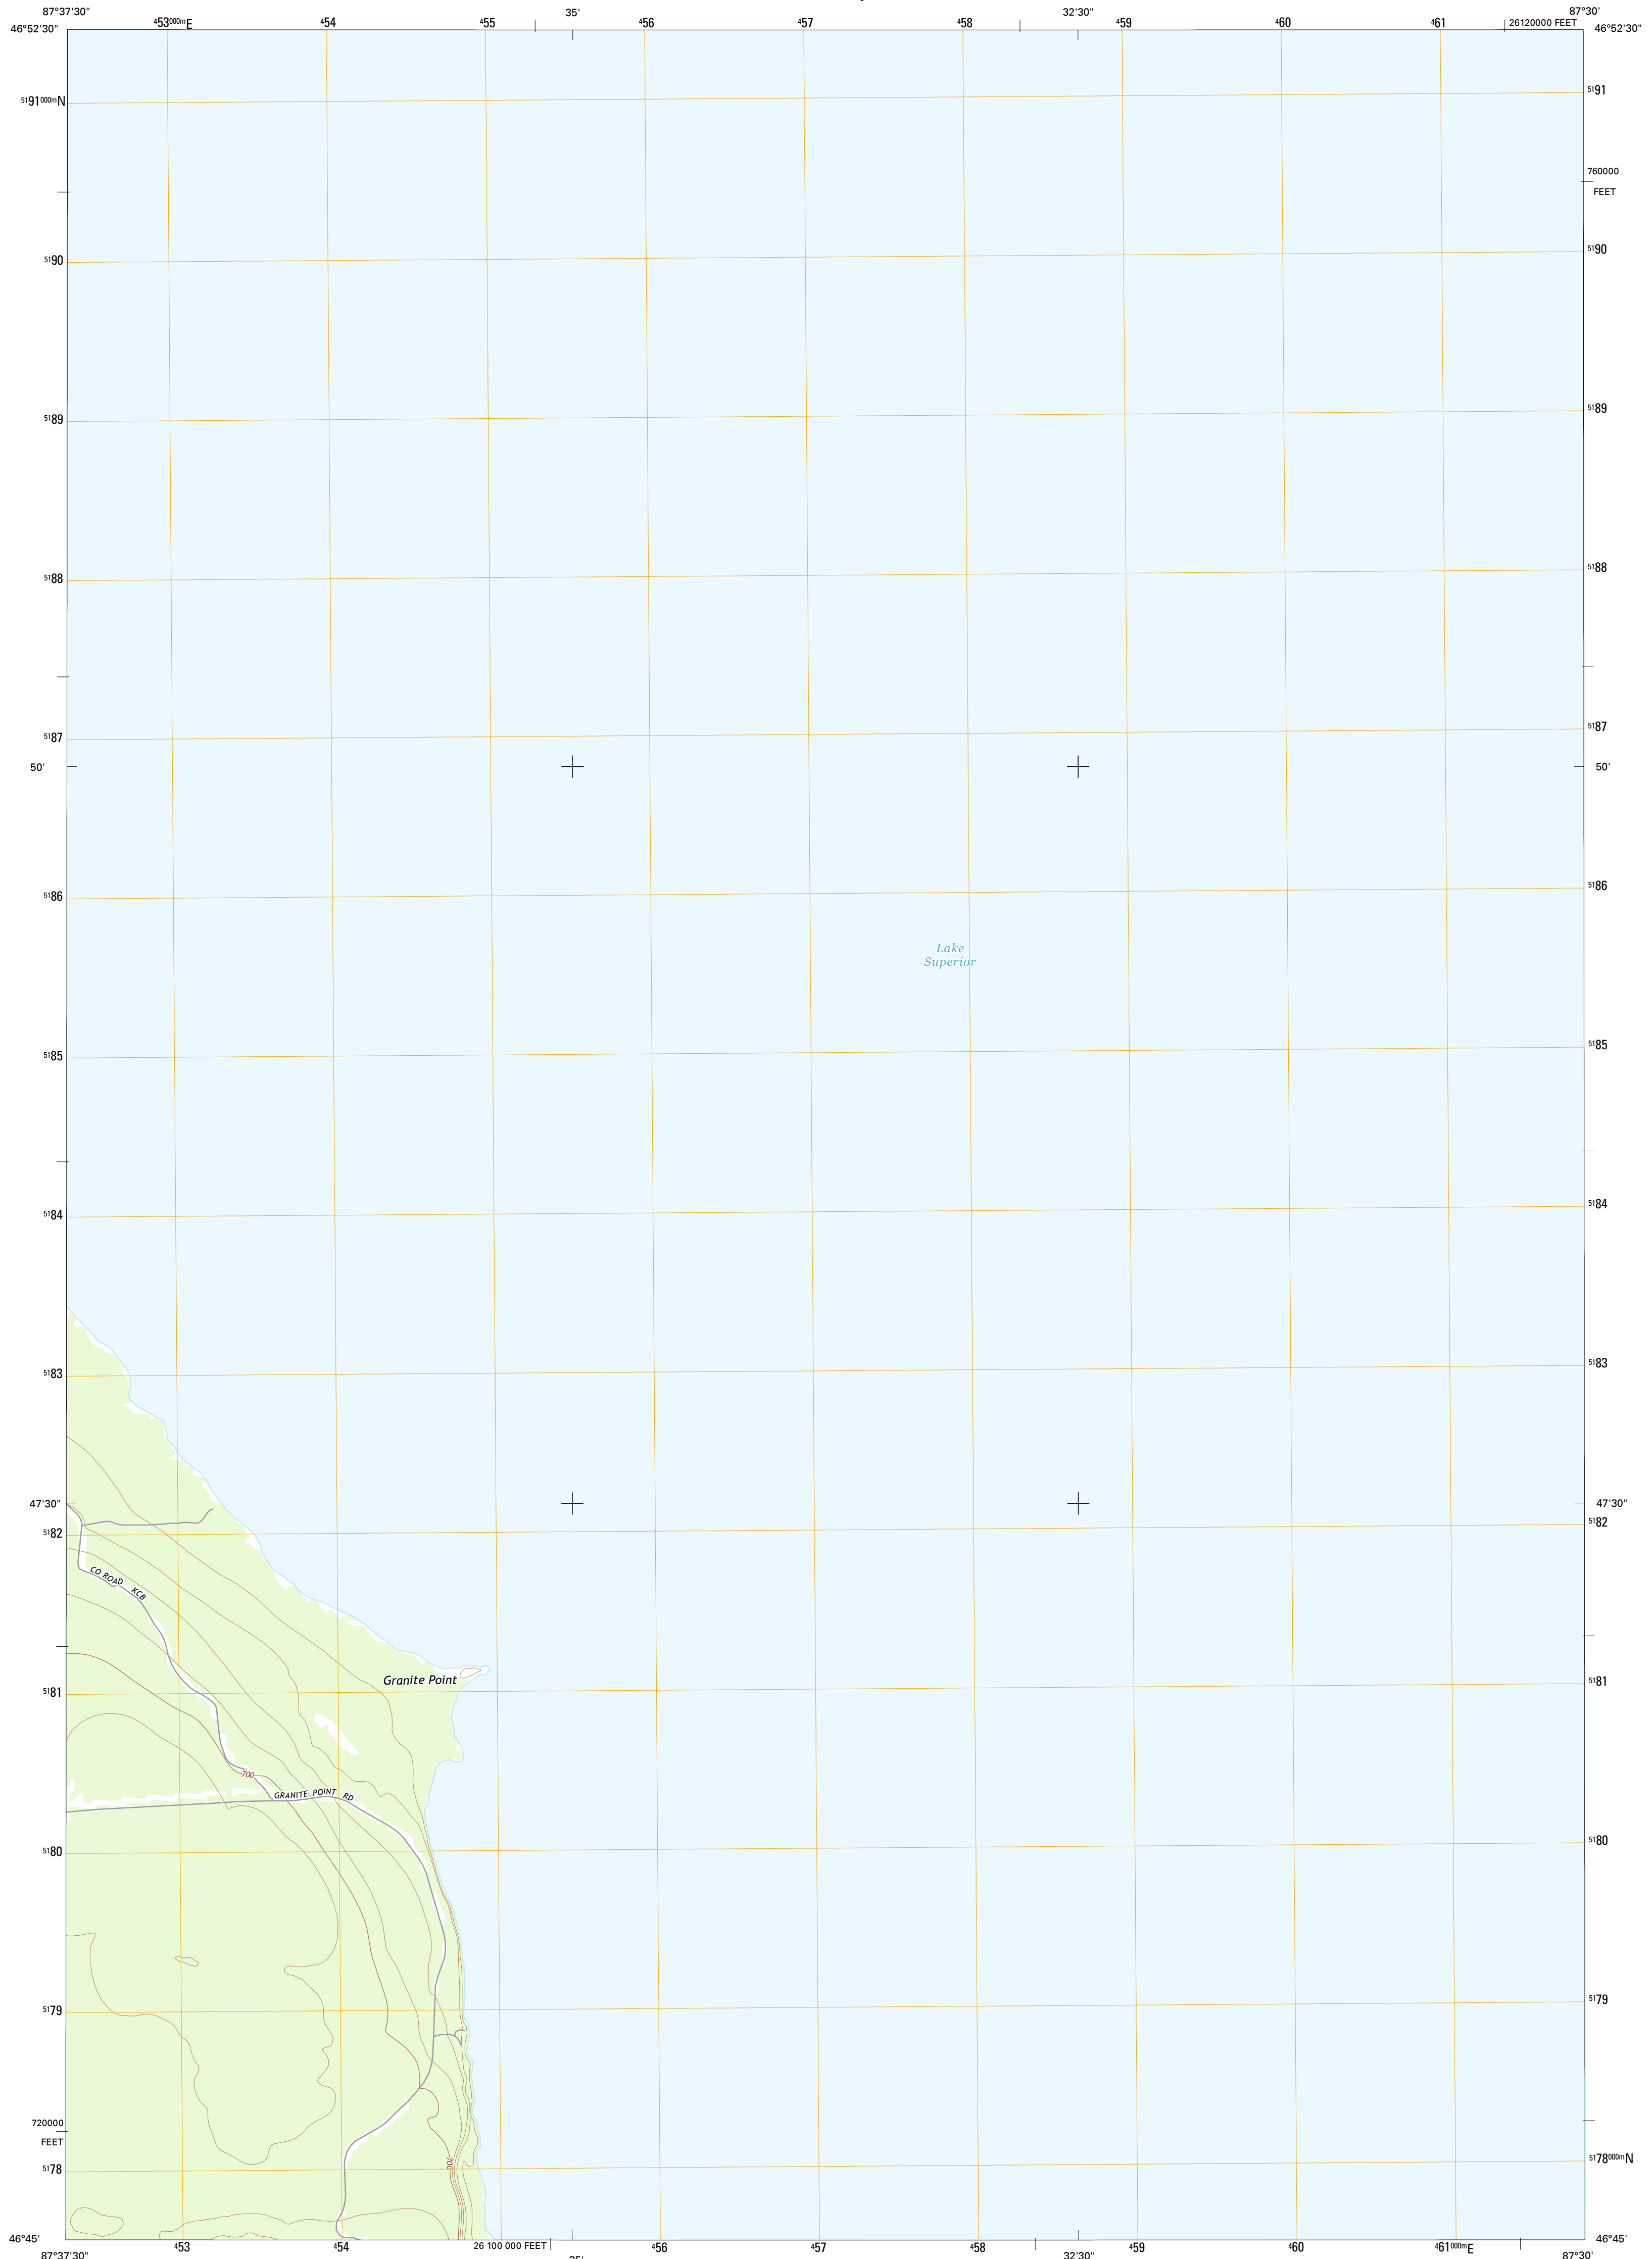 87°37'30" 453000mE 454 455 35' 456 457 458 32'30" 459 460 461 26120000 FEET 87°30'
46°52'30" 46°52'30"
5191000mN 5191
760000
FEET
5190 5190
5189 5189
5188 5188
5187 5187
50' 50'
5186 5186
Lake
Superior
5185 5185
5184 5184
5183 5183
47'30" 47'30"
5182 5182
CO ROAD KCB
Granite Point
5181 5181
700
GRANITE POINT RD
5180 5180
5179 5179
720000
FEET
700
5178 5178000mN
46°45' 46°45'
453 454 26 100 000 FEET 456 457 458 459 460 461000mE
87°37'30" 35' 32'30" 87°30'